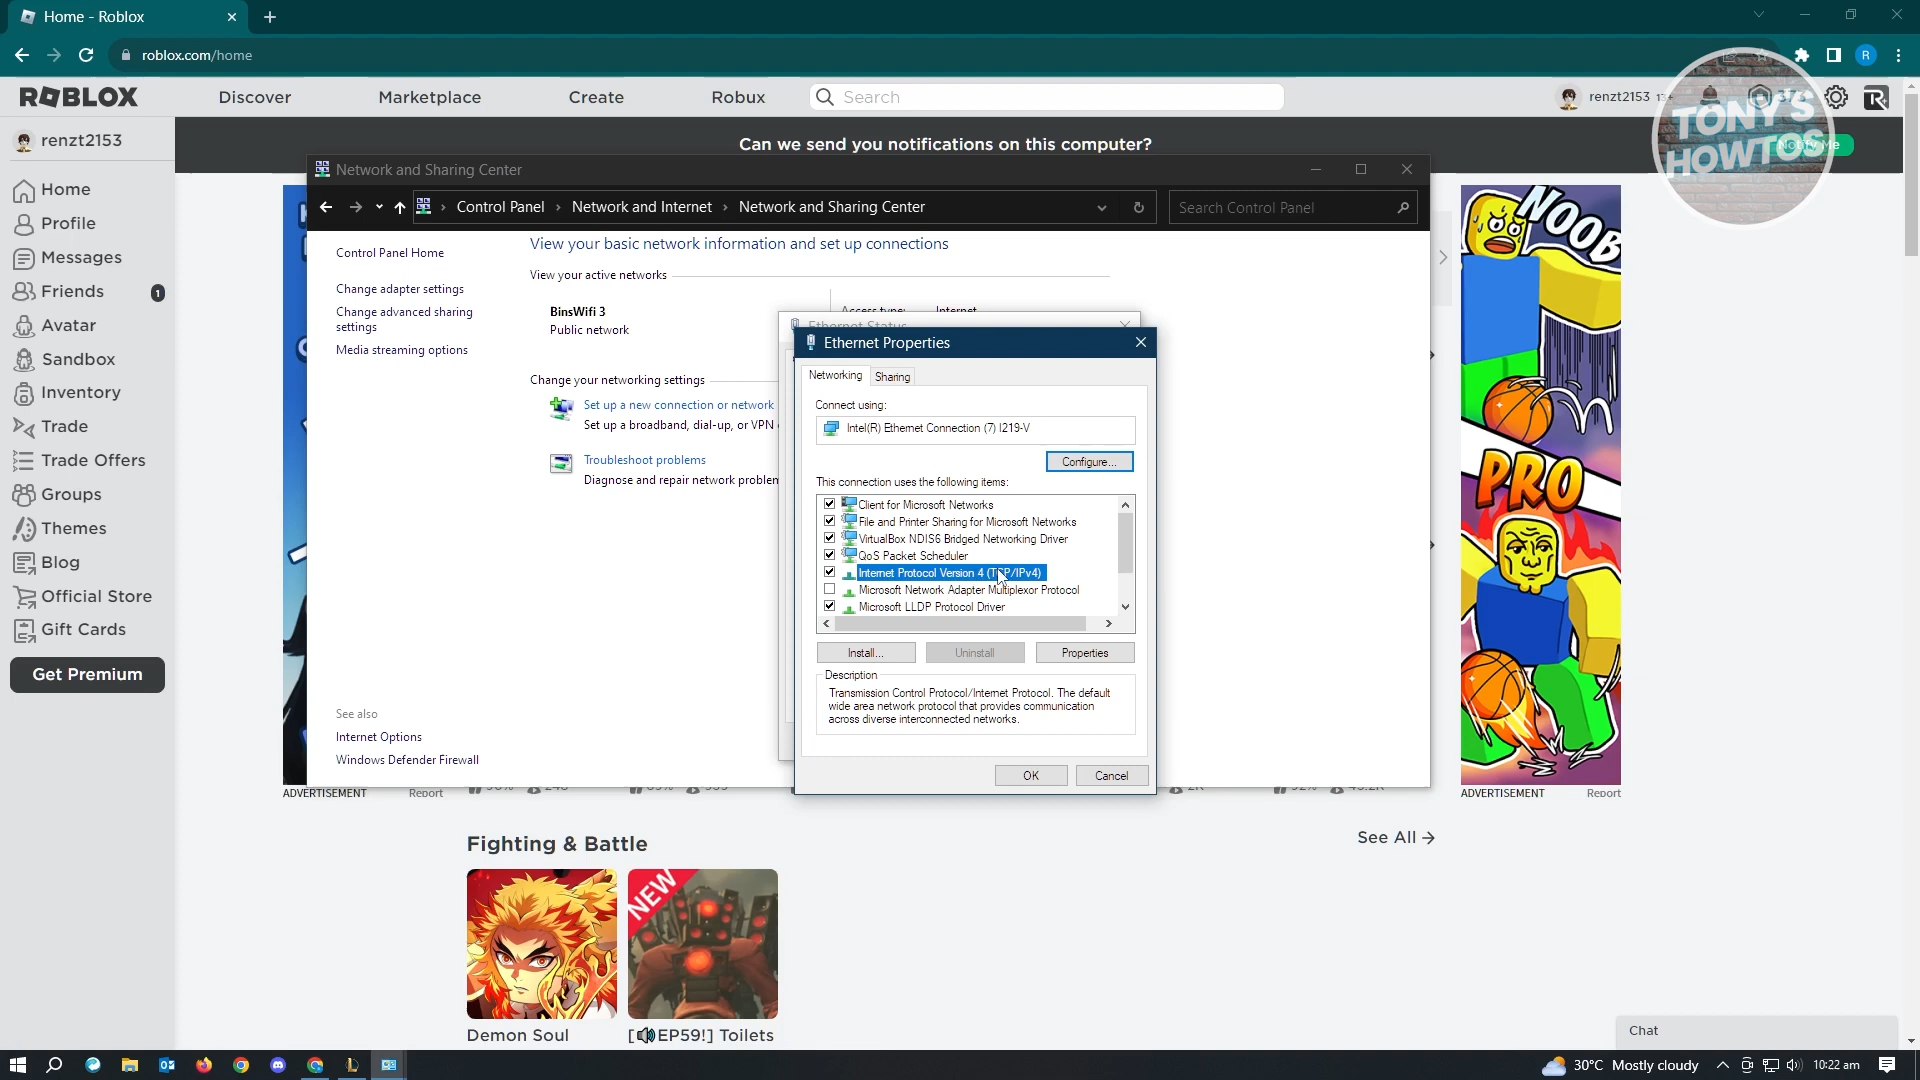 Home - Roblox
roblox.com/home
R
ROBLOX
Discover
Marketplace
Create
Robux
Search
renzt2153 13+
TONY'S
HOWTOS
Notify Me
renzt2153
Can we send you notifications on this computer?
Home
Profile
Messages
Friends
1
Avatar
Sandbox
Inventory
Trade
Trade Offers
Groups
Themes
Blog
Official Store
Gift Cards
Get Premium
Network and Sharing Center
Control Panel
Network and Internet
Network and Sharing Center
Search Control Panel
Control Panel Home
Change adapter settings
Change advanced sharing
settings
Media streaming options
View your basic network information and set up connections
View your active networks
BinsWifi 3
Public network
Access type:
Internet
Change your networking settings
Set up a new connection or network
Set up a broadband, dial-up, or VPN
Troubleshoot problems
Diagnose and repair network problem
See also
Internet Options
Windows Defender Firewall
Ethernet Status
Ethernet Properties
Networking
Sharing
Connect using:
Intel(R) Ethernet Connection (7) I219-V
Configure...
This connection uses the following items:
Client for Microsoft Networks
File and Printer Sharing for Microsoft Networks
VirtualBox NDIS6 Bridged Networking Driver
QoS Packet Scheduler
Internet Protocol Version 4 (TCP/IPv4)
Microsoft Network Adapter Multiplexor Protocol
Microsoft LLDP Protocol Driver
Install...
Uninstall
Properties
Description
Transmission Control Protocol/Internet Protocol. The default
wide area network protocol that provides communication
across diverse interconnected networks.
OK
Cancel
NOOB
PRO
ADVERTISEMENT
Report
ADVERTISEMENT
Report
Fighting & Battle
See All
NEW
Demon Soul
[🔊EP59!] Toilets
Chat
30°C Mostly cloudy
10:22 am